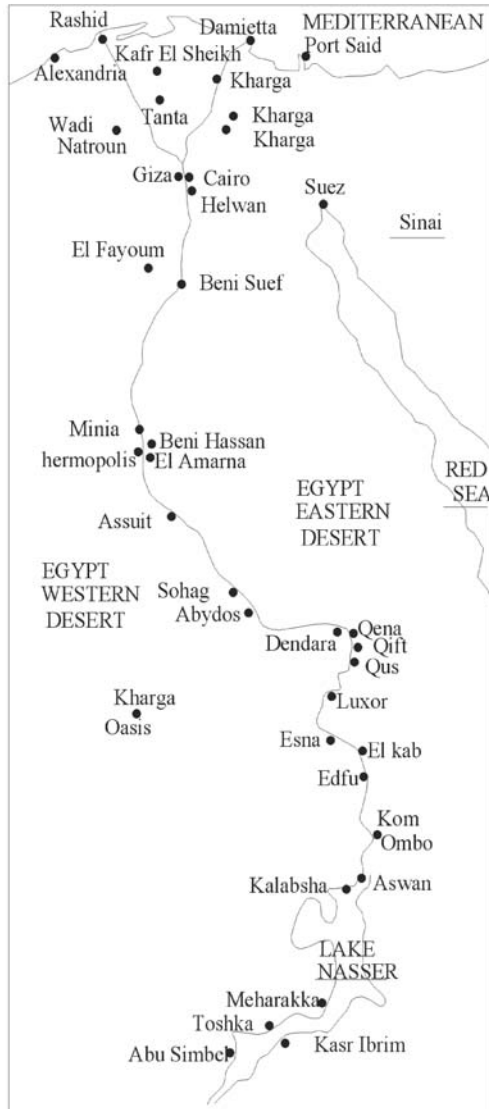 Rashid
Damietta
MEDITERRANEAN
Port Said
Kafr El Sheikh
Alexandria
Kharga
Tanta
Kharga
Kharga
Wadi
Natroun
Giza
Cairo
Helwan
Suez
Sinai
El Fayoum
Beni Suef
Minia
Beni Hassan
hermopolis
El Amarna
RED
SEA
EGYPT
EASTERN
DESERT
Assuit
EGYPT
WESTERN
DESERT
Sohag
Abydos
Dendara
Qena
Qift
Qus
Kharga
Oasis
Luxor
Esna
El kab
Edfu
Kom
Ombo
Aswan
Kalabsha
LAKE
NASSER
Meharakka
Toshka
Abu Simbel
Kasr Ibrim